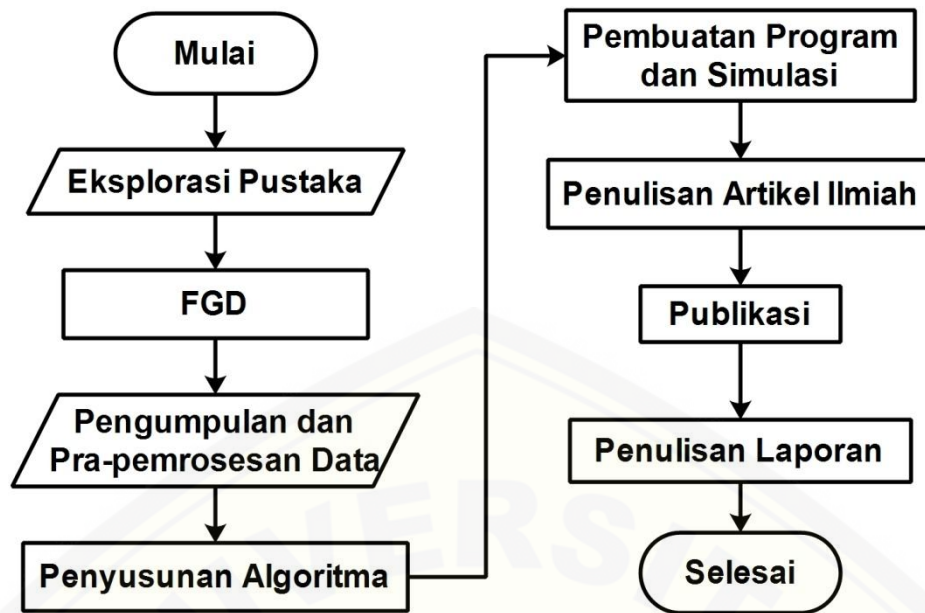 Mulai
Eksplorasi Pustaka
FGD
Pengumpulan dan
Pra-pemrosesan Data
Penyusunan Algoritma
Pembuatan Program
dan Simulasi
Penulisan Artikel Ilmiah
Publikasi
Penulisan Laporan
Selesai